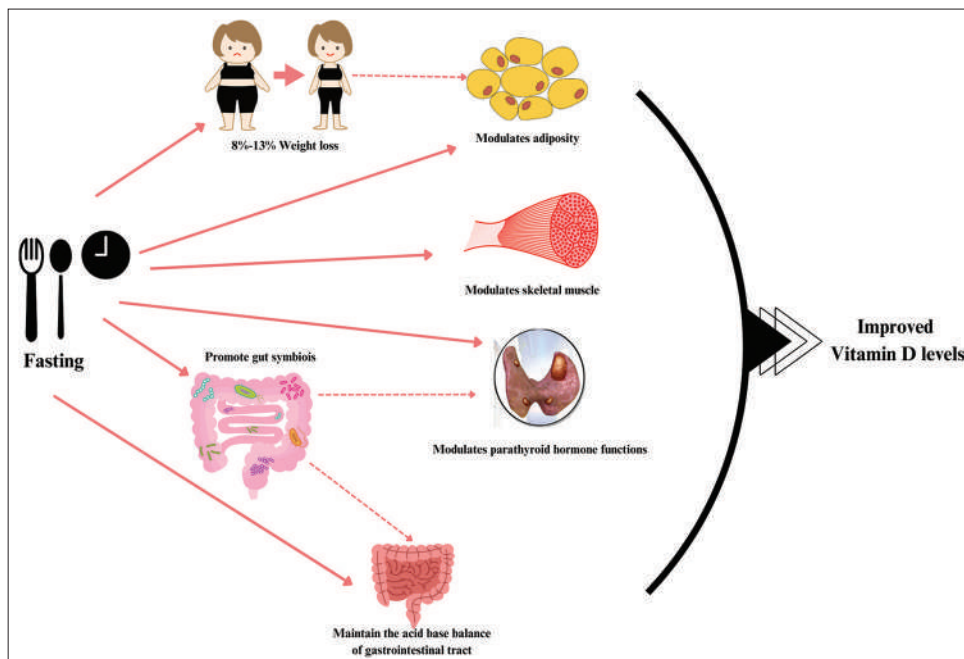 8%-13% Weight loss
Modulates adiposity
Modulates skeletal muscle
Fasting
Promote gut symbiois
Improved
Vitamin D levels
Modulates parathyroid hormone functions
Maintain the acid base balance
of gastrointestinal tract